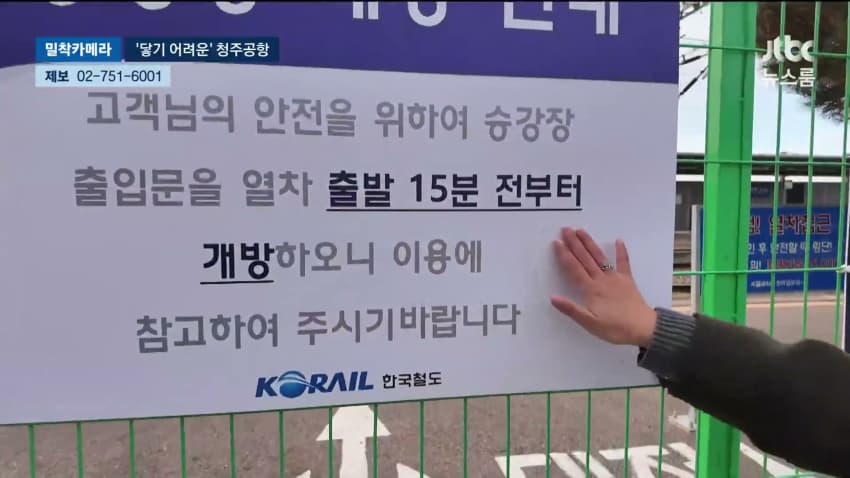 밀착카메라 '닿기 어려운' 청주공항
제보 02-751-6001
jtbc
뉴스룸
고객님의 안전을 위하여 승강장
출입문을 열차 출발 15분 전부터
개방하오니 이용에
참고하여 주시기바랍니다
KORAIL 한국철도